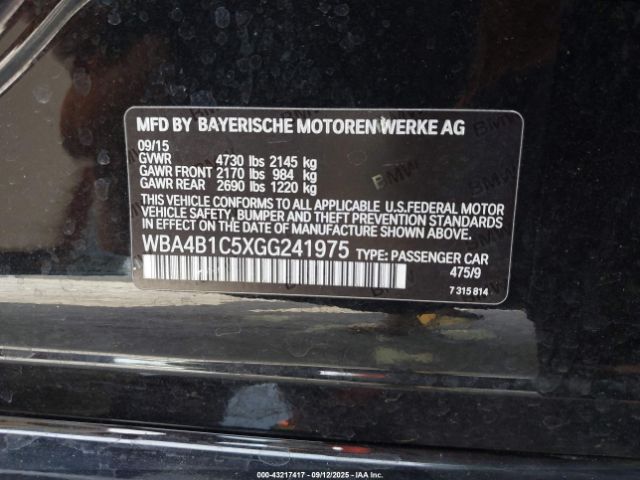 MFD BY BAYERISCHE MOTOREN WERKE AG
09/15
GVWR 4730 lbs 2145 kg
GAWR FRONT 2170 lbs 984 kg
GAWR REAR 2690 lbs 1220 kg
THIS VEHICLE CONFORMS TO ALL APPLICABLE U.S.FEDERAL MOTOR
VEHICLE SAFETY, BUMPER AND THEFT PREVENTION STANDARDS
IN EFFECT ON THE DATE OF MANUFACTURE SHOWN ABOVE.
WBA4B1C5XGG241975 TYPE: PASSENGER CAR
475/9
7 315 814
000-43217417 09/12/2025 - IAAI.COM